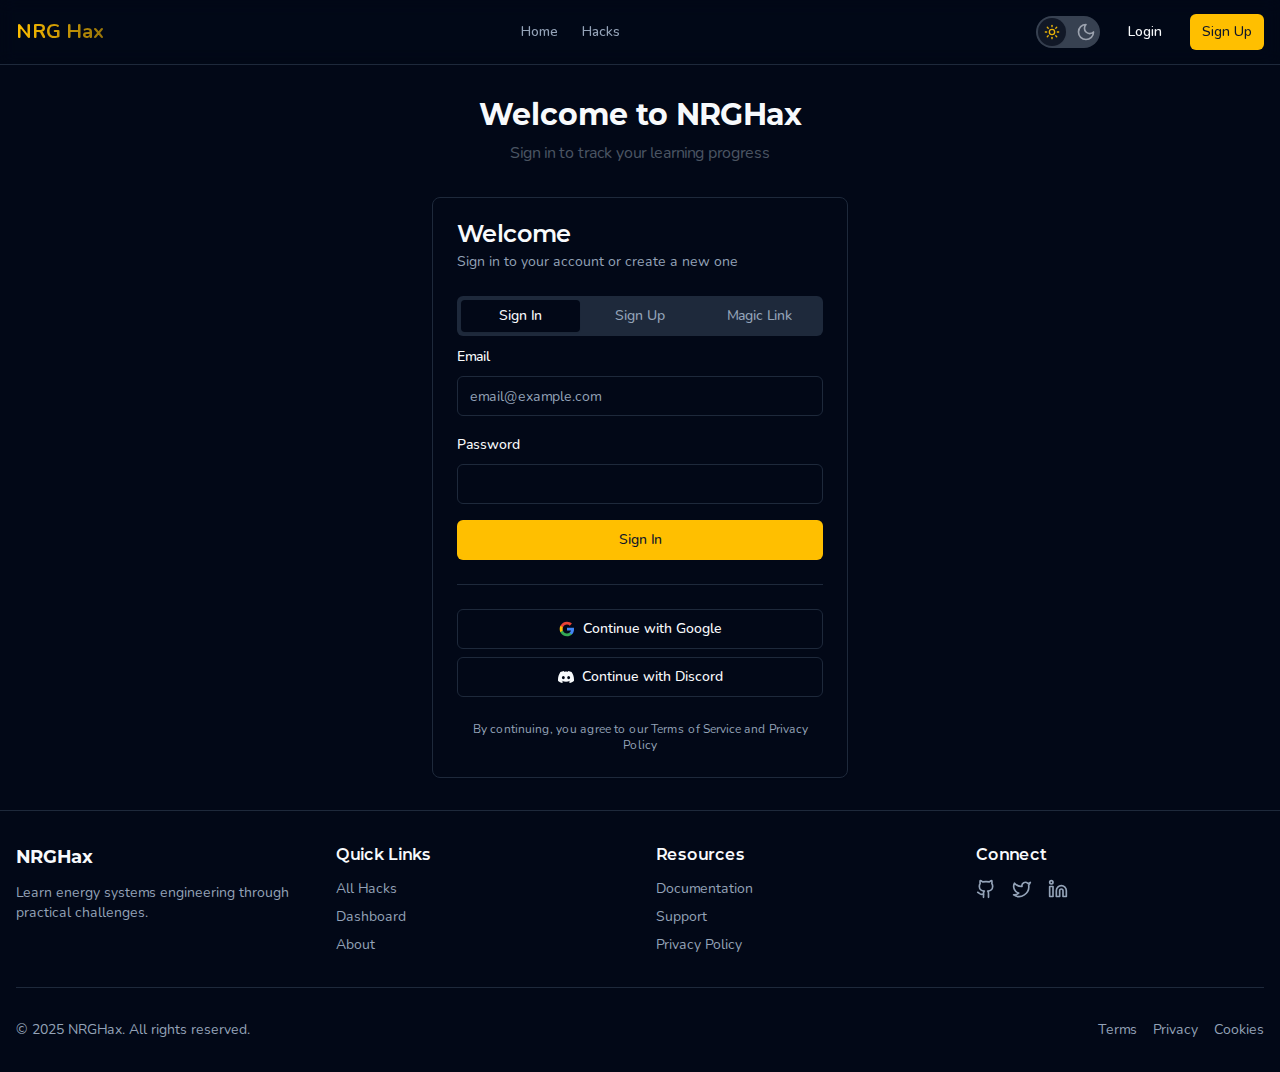 NRG Hax
Home
Hacks
Login
Sign Up
Welcome to NRGHax
Sign in to track your learning progress
Welcome
Sign in to your account or create a new one
Sign In
Sign Up
Magic Link
Email
email@example.com
Password
Sign In
Continue with Google
Continue with Discord
By continuing, you agree to our Terms of Service and Privacy
Policy
NRGHax
Learn energy systems engineering through
practical challenges.
Quick Links
All Hacks
Dashboard
About
Resources
Documentation
Support
Privacy Policy
Connect
© 2025 NRGHax. All rights reserved.
Terms
Privacy
Cookies